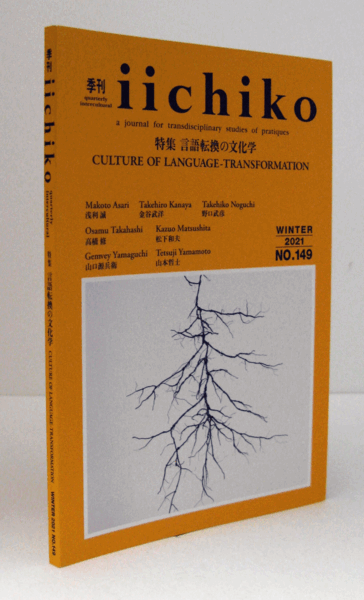 季刊
iichiko
quarterly
intercultural
a journal for transdisciplinary studies of pratiques
特集 言語転換の文化学
CULTURE OF LANGUAGE-TRANSFORMATION
Makoto Asari Takehiro Kanaya Takehiko Noguchi
浅利 誠 金谷武洋 野口武彦
Osamu Takahashi Kazuo Matsushita
高橋 修 松下和夫
Genvey Yamaguchi Tetsuji Yamamoto
山口源兵衛 山本哲士
WINTER
2021
NO.149
季刊 iichiko
quarterly
intercultural
特集 言語転換の文化学 CULTURE OF LANGUAGE-TRANSFORMATION WINTER 2021 NO.149